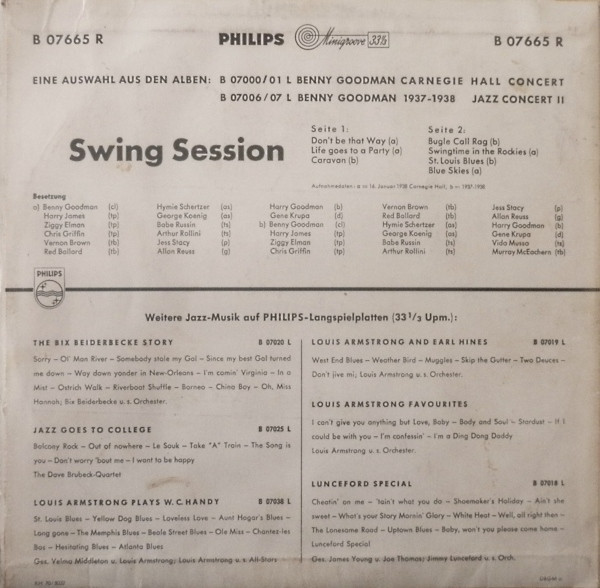 B 07665 R
PHILIPS Minigroove 33⅓
B 07665 R
EINE AUSWAHL AUS DEN ALBEN: B 07000/01 L BENNY GOODMAN CARNEGIE HALL CONCERT
B 07006/07 L BENNY GOODMAN 1937-1938 JAZZ CONCERT II
Swing Session
Seite 1:
Don't be that Way (a)
Life goes to a Party (a)
Caravan (b)
Seite 2:
Bugle Call Rag (b)
Swingtime in the Rockies (a)
St. Louis Blues (b)
Blue Skies (a)
Aufnahmedaten: a = 16. Januar 1938 Carnegie Hall, b = 1937-1938
Besetzung
a) Benny Goodman (cl)
Harry James (tp)
Ziggy Elman (tp)
Chris Griffin (tp)
Vernon Brown (tb)
Red Ballard (tb)
Hymie Schertzer (as)
George Koenig (as)
Babe Russin (ts)
Arthur Rollini (ts)
Jess Stacy (p)
Allan Reuss (g)
Harry Goodman (b)
Gene Krupa (d)
b) Benny Goodman (cl)
Harry James (tp)
Ziggy Elman (tp)
Chris Griffin (tp)
Vernon Brown (tb)
Red Ballard (tb)
Hymie Schertzer (as)
George Koenig (as)
Babe Russin (ts)
Arthur Rollini (ts)
Jess Stacy (p)
Allan Reuss (g)
Harry Goodman (b)
Gene Krupa (d)
Vido Musso (ts)
Murray McEachern (tb)
PHILIPS
Weitere Jazz-Musik auf PHILIPS-Langspielplatten (33 1/3 Upm.):
THE BIX BEIDERBECKE STORY B 07020 L
Sorry – Ol' Man River – Somebody stole my Gal – Since my best Gal turned
me down – Way down yonder in New-Orleans – I'm comin' Virginia – In a
Mist – Ostrich Walk – Riverboat Shuffle – Borneo – China Boy – Oh, Miss
Hannah; Bix Beiderbecke u. s. Orchester.
JAZZ GOES TO COLLEGE B 07025 L
Balcony Rock – Out of nowhere – Le Souk – Take "A" Train – The Song is
you – Don't worry 'bout me – I want to be happy
The Dave Brubeck-Quartet
LOUIS ARMSTRONG PLAYS W. C. HANDY B 07038 L
St. Louis Blues – Yellow Dog Blues – Loveless Love – Aunt Hagar's Blues –
Long gone – The Memphis Blues – Beale Street Blues – Ole Miss – Chantez-les
Bas – Hesitating Blues – Atlanta Blues
Ges. Velma Middleton u. Louis Armstrong; Louis Armstrong u. s. All-Stars
LOUIS ARMSTRONG AND EARL HINES B 07019 L
West End Blues – Weather Bird – Muggles – Skip the Gutter – Two Deuces –
Don't jive mi; Louis Armstrong u. s. Orchester.
LOUIS ARMSTRONG FAVOURITES
I can't give you anything but Love, Baby – Body and Soul – Stardust – If I
could be with you – I'm confessin' – I'm a Ding Dong Daddy
Louis Armstrong u. s. Orchester.
LUNCEFORD SPECIAL B 07018 L
Cheatin' on me – 'tain't what you do – Shoemaker's Holiday – Ain't she
sweet – What's your Story Mornin' Glory – White Heat – Well, all right then –
The Lonesome Road – Uptown Blues – Baby, won't you please come home –
Lunceford Special
Ges. James Young u. Joe Thomas; Jimmy Lunceford u. s. Orch.